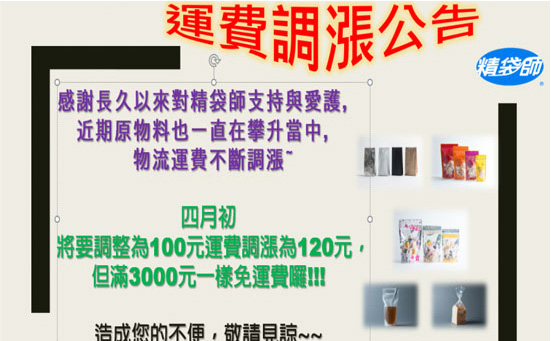 運費調漲公告
精袋師
感謝長久以來對精袋師支持與愛護,
近期原物料也一直在攀升當中,
物流運費不斷調漲~
四月初
將要調整為100元運費調漲為120元，
但滿3000元一樣免運費囉!!!
造成您的不便，敬請見諒~~